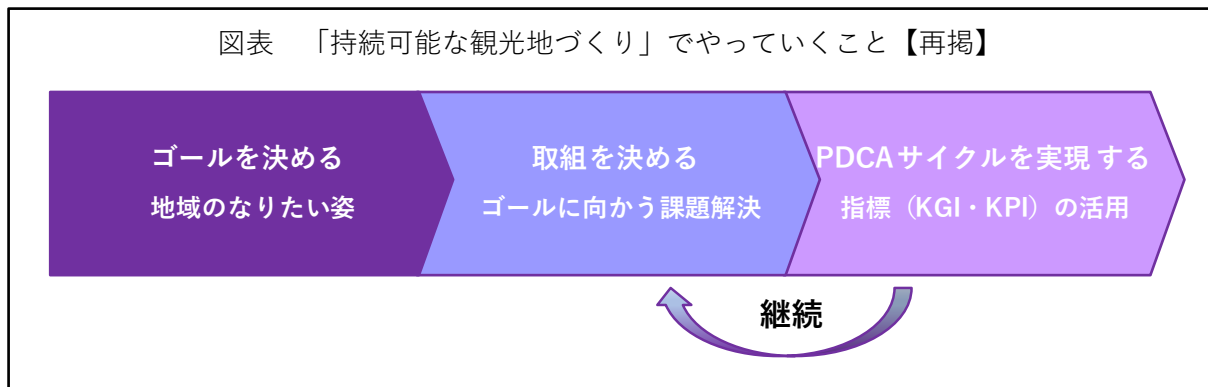 図表　「持続可能な観光地づくり」でやっていくこと【再掲】
ゴールを決める
地域のなりたい姿
取組を決める
ゴールに向かう課題解決
PDCAサイクルを実現する
指標（KGI・KPI）の活用
継続